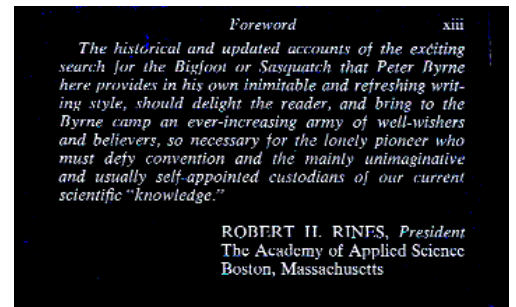 Foreword xiii
The historical and updated accounts of the exciting
search for the Bigfoot or Sasquatch that Peter Byrne
here provides in his own inimitable and refreshing writ-
ing style, should delight the reader, and bring to the
Byrne camp an ever-increasing army of well-wishers
and believers, so necessary for the lonely pioneer who
must defy convention and the mainly unimaginative
and usually self-appointed custodians of our current
scientific "knowledge."
ROBERT H. RINES, President
The Academy of Applied Science
Boston, Massachusetts